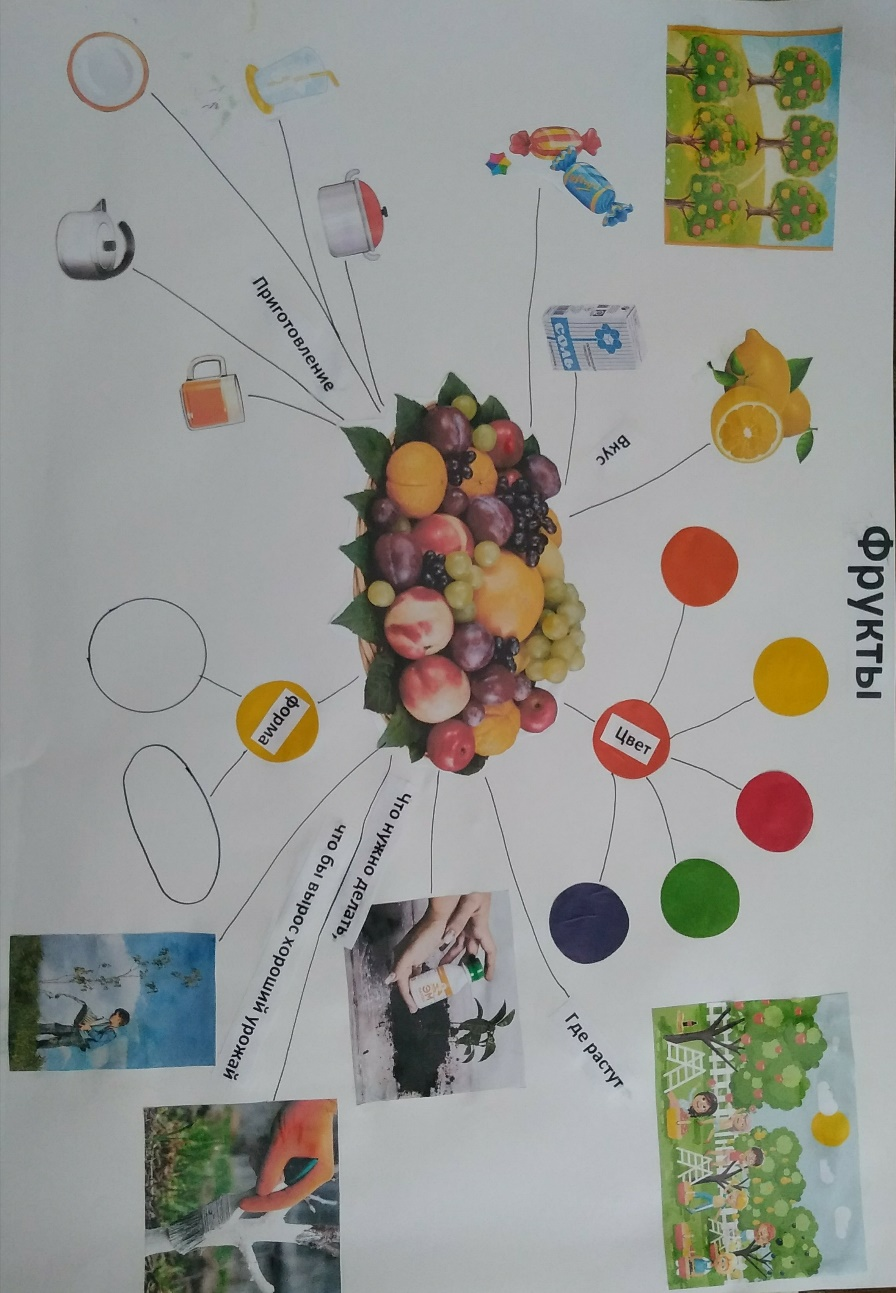 Фрукты
Вкус
соль
Приготовление
Цвет
форма
Что нужно делать,
что бы вырос хороший урожай
Где растут